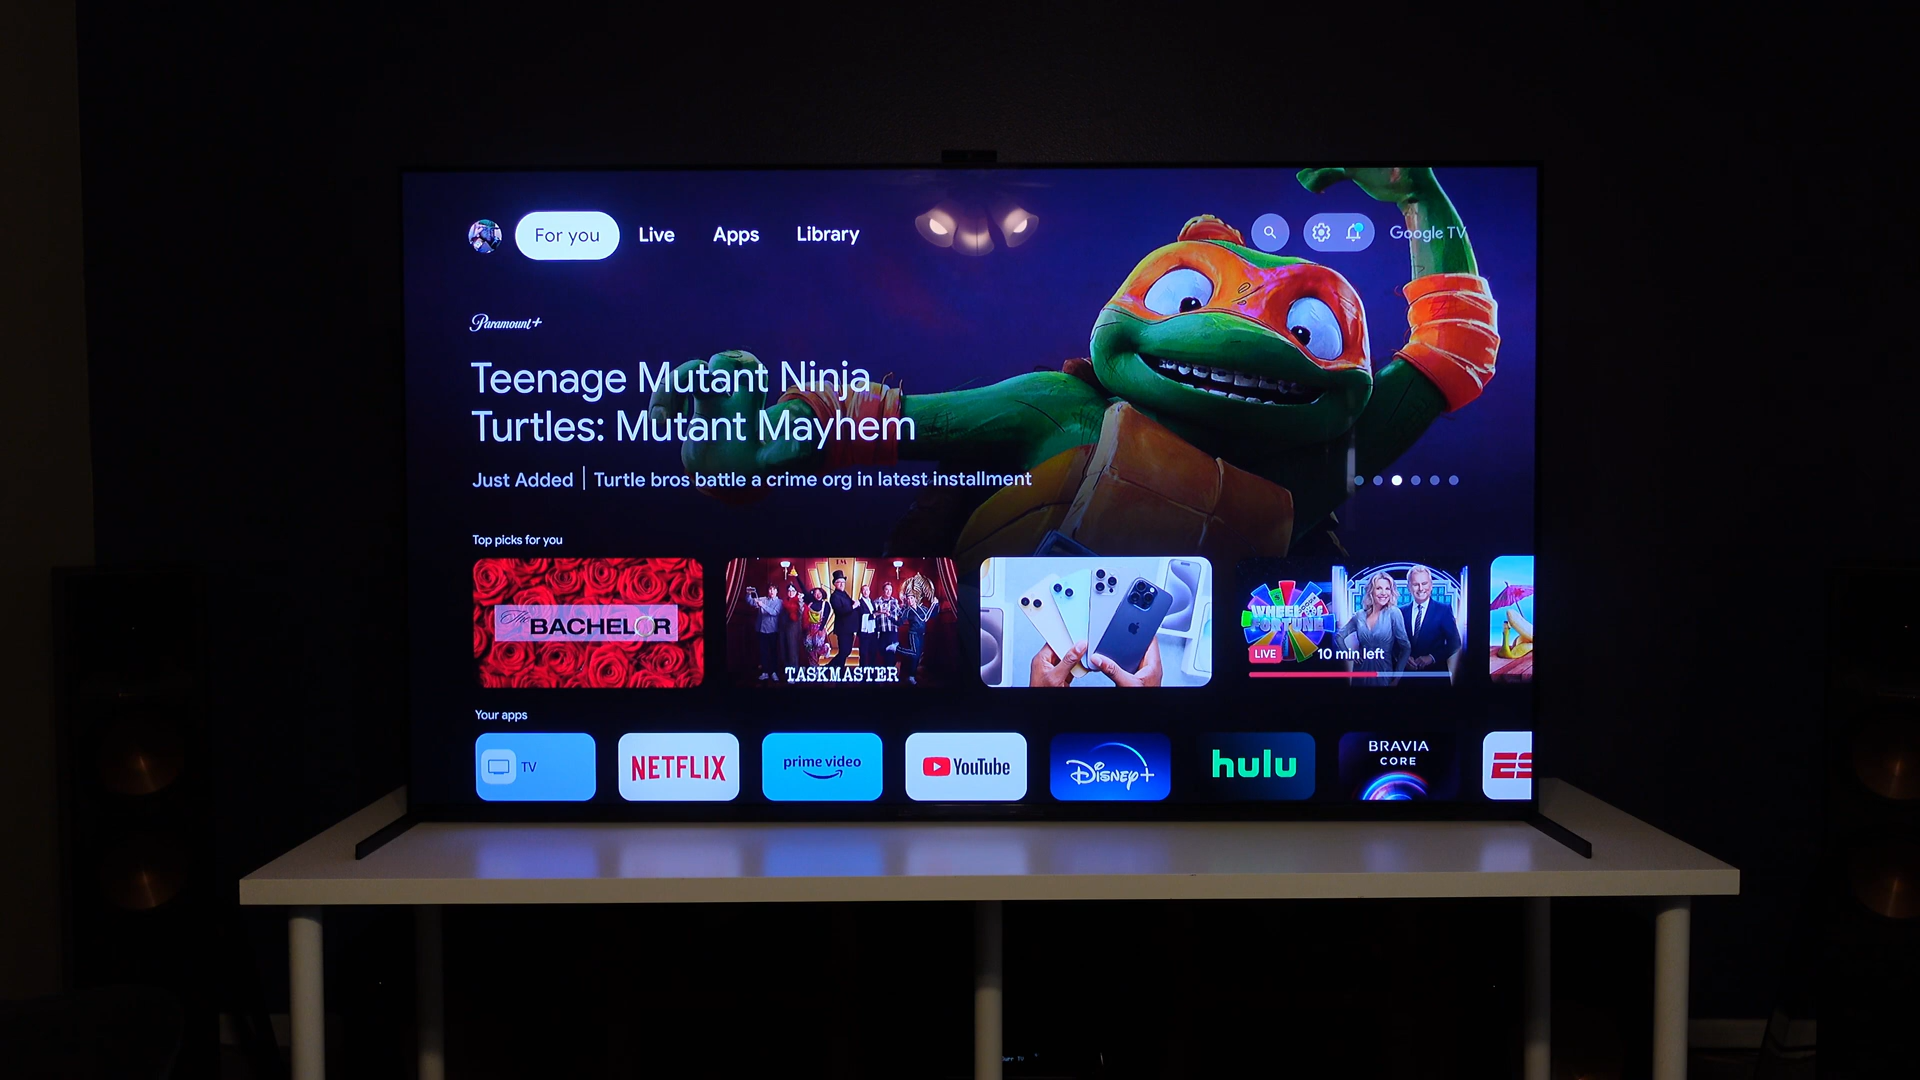 For you
Live
Apps
Library
Google TV
Paramount+
Teenage Mutant Ninja
Turtles: Mutant Mayhem
Just Added | Turtle bros battle a crime org in latest installment
Top picks for you
The BACHELOR
TM
TASKMASTER
WHEEL OF
FORTUNE
LIVE
10 min left
Your apps
TV
NETFLIX
prime video
YouTube
Disney+
hulu
BRAVIA
CORE
ES